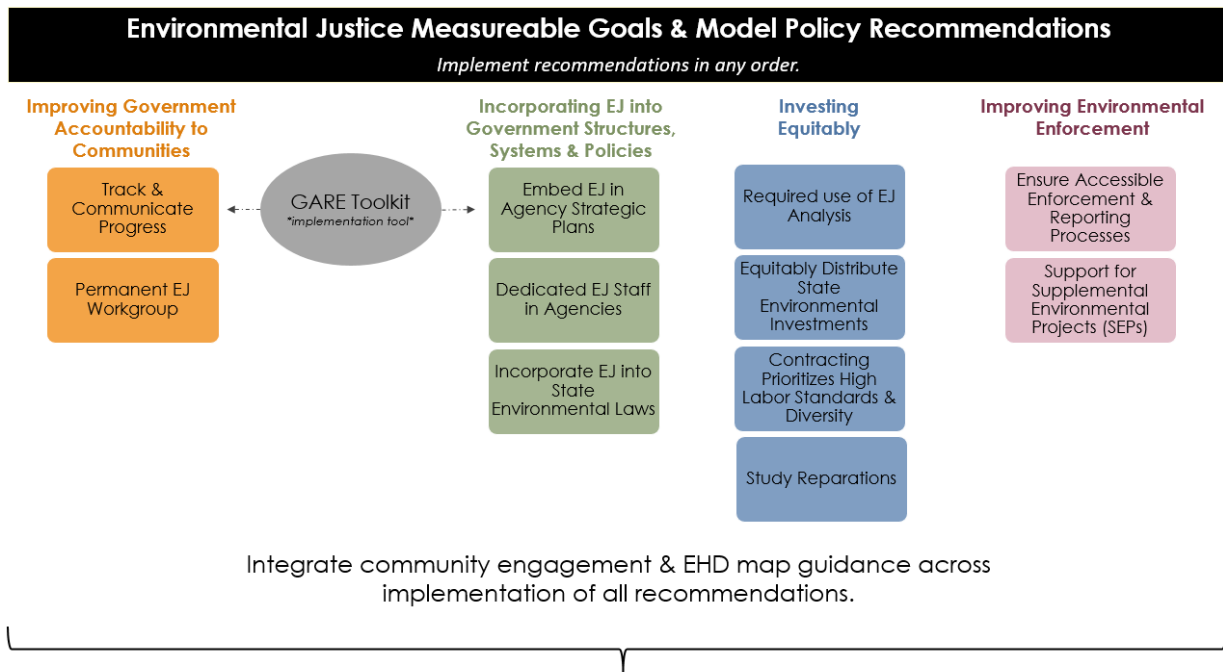 Environmental Justice Measureable Goals & Model Policy Recommendations
Implement recommendations in any order.
Improving Government
Accountability to
Communities
Track &
Communicate
Progress
Permanent EJ
Workgroup
GARE Toolkit
*implementation tool*
Incorporating EJ into
Government Structures,
Systems & Policies
Embed EJ in
Agency Strategic
Plans
Dedicated EJ Staff
in Agencies
Incorporate EJ into
State
Environmental Laws
Investing
Equitably
Required use of EJ
Analysis
Equitably Distribute
State
Environmental
Investments
Contracting
Prioritizes High
Labor Standards &
Diversity
Study Reparations
Improving Environmental
Enforcement
Ensure Accessible
Enforcement &
Reporting
Processes
Support for
Supplemental
Environmental
Projects (SEPs)
Integrate community engagement & EHD map guidance across
implementation of all recommendations.